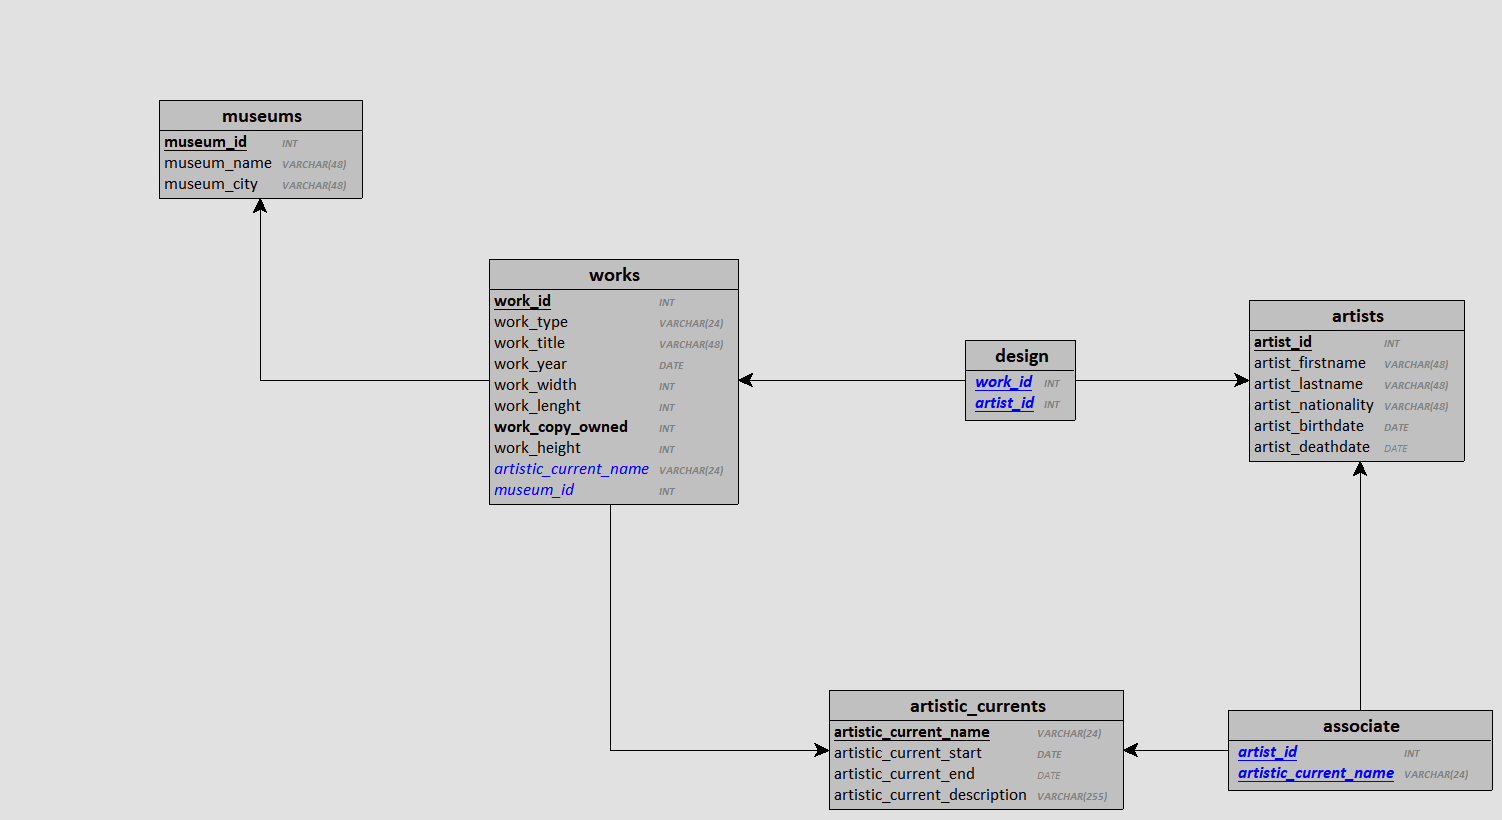 museums
museum_id INT
museum_name VARCHAR(48)
museum_city VARCHAR(48)
works
work_id INT
work_type VARCHAR(24)
work_title VARCHAR(48)
work_year DATE
work_width INT
work_lenght INT
work_copy_owned INT
work_height INT
artistic_current_name VARCHAR(24)
museum_id INT
design
work_id INT
artist_id INT
artists
artist_id INT
artist_firstname VARCHAR(48)
artist_lastname VARCHAR(48)
artist_nationality VARCHAR(48)
artist_birthdate DATE
artist_deathdate DATE
artistic_currents
artistic_current_name VARCHAR(24)
artistic_current_start DATE
artistic_current_end DATE
artistic_current_description VARCHAR(255)
associate
artist_id INT
artistic_current_name VARCHAR(24)